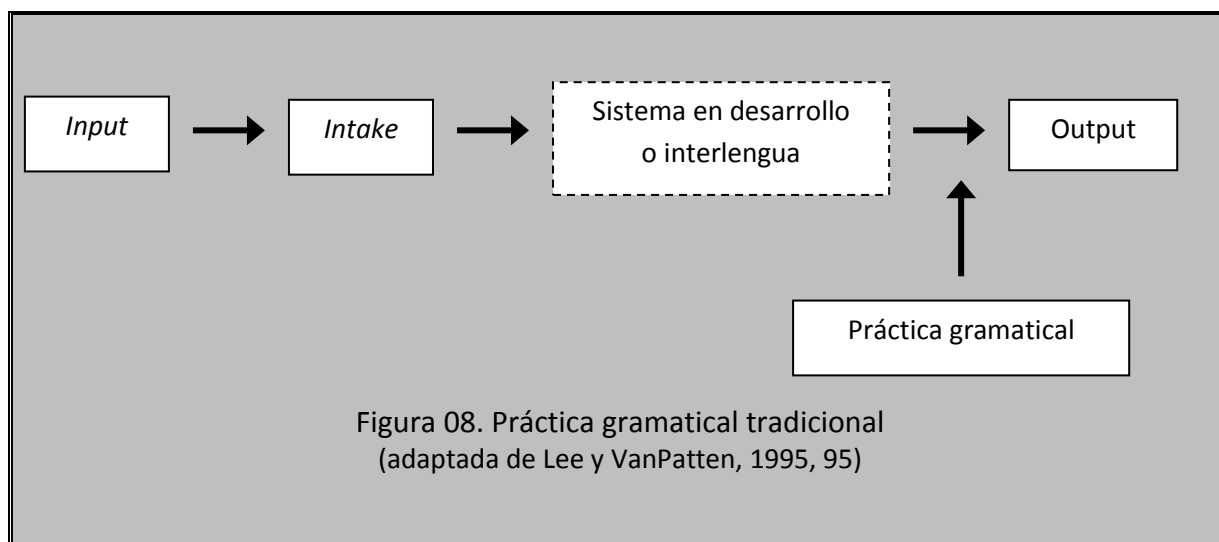 Input
Intake
Sistema en desarrollo
o interlengua
Output
Práctica gramatical
Figura 08. Práctica gramatical tradicional
(adaptada de Lee y VanPatten, 1995, 95)